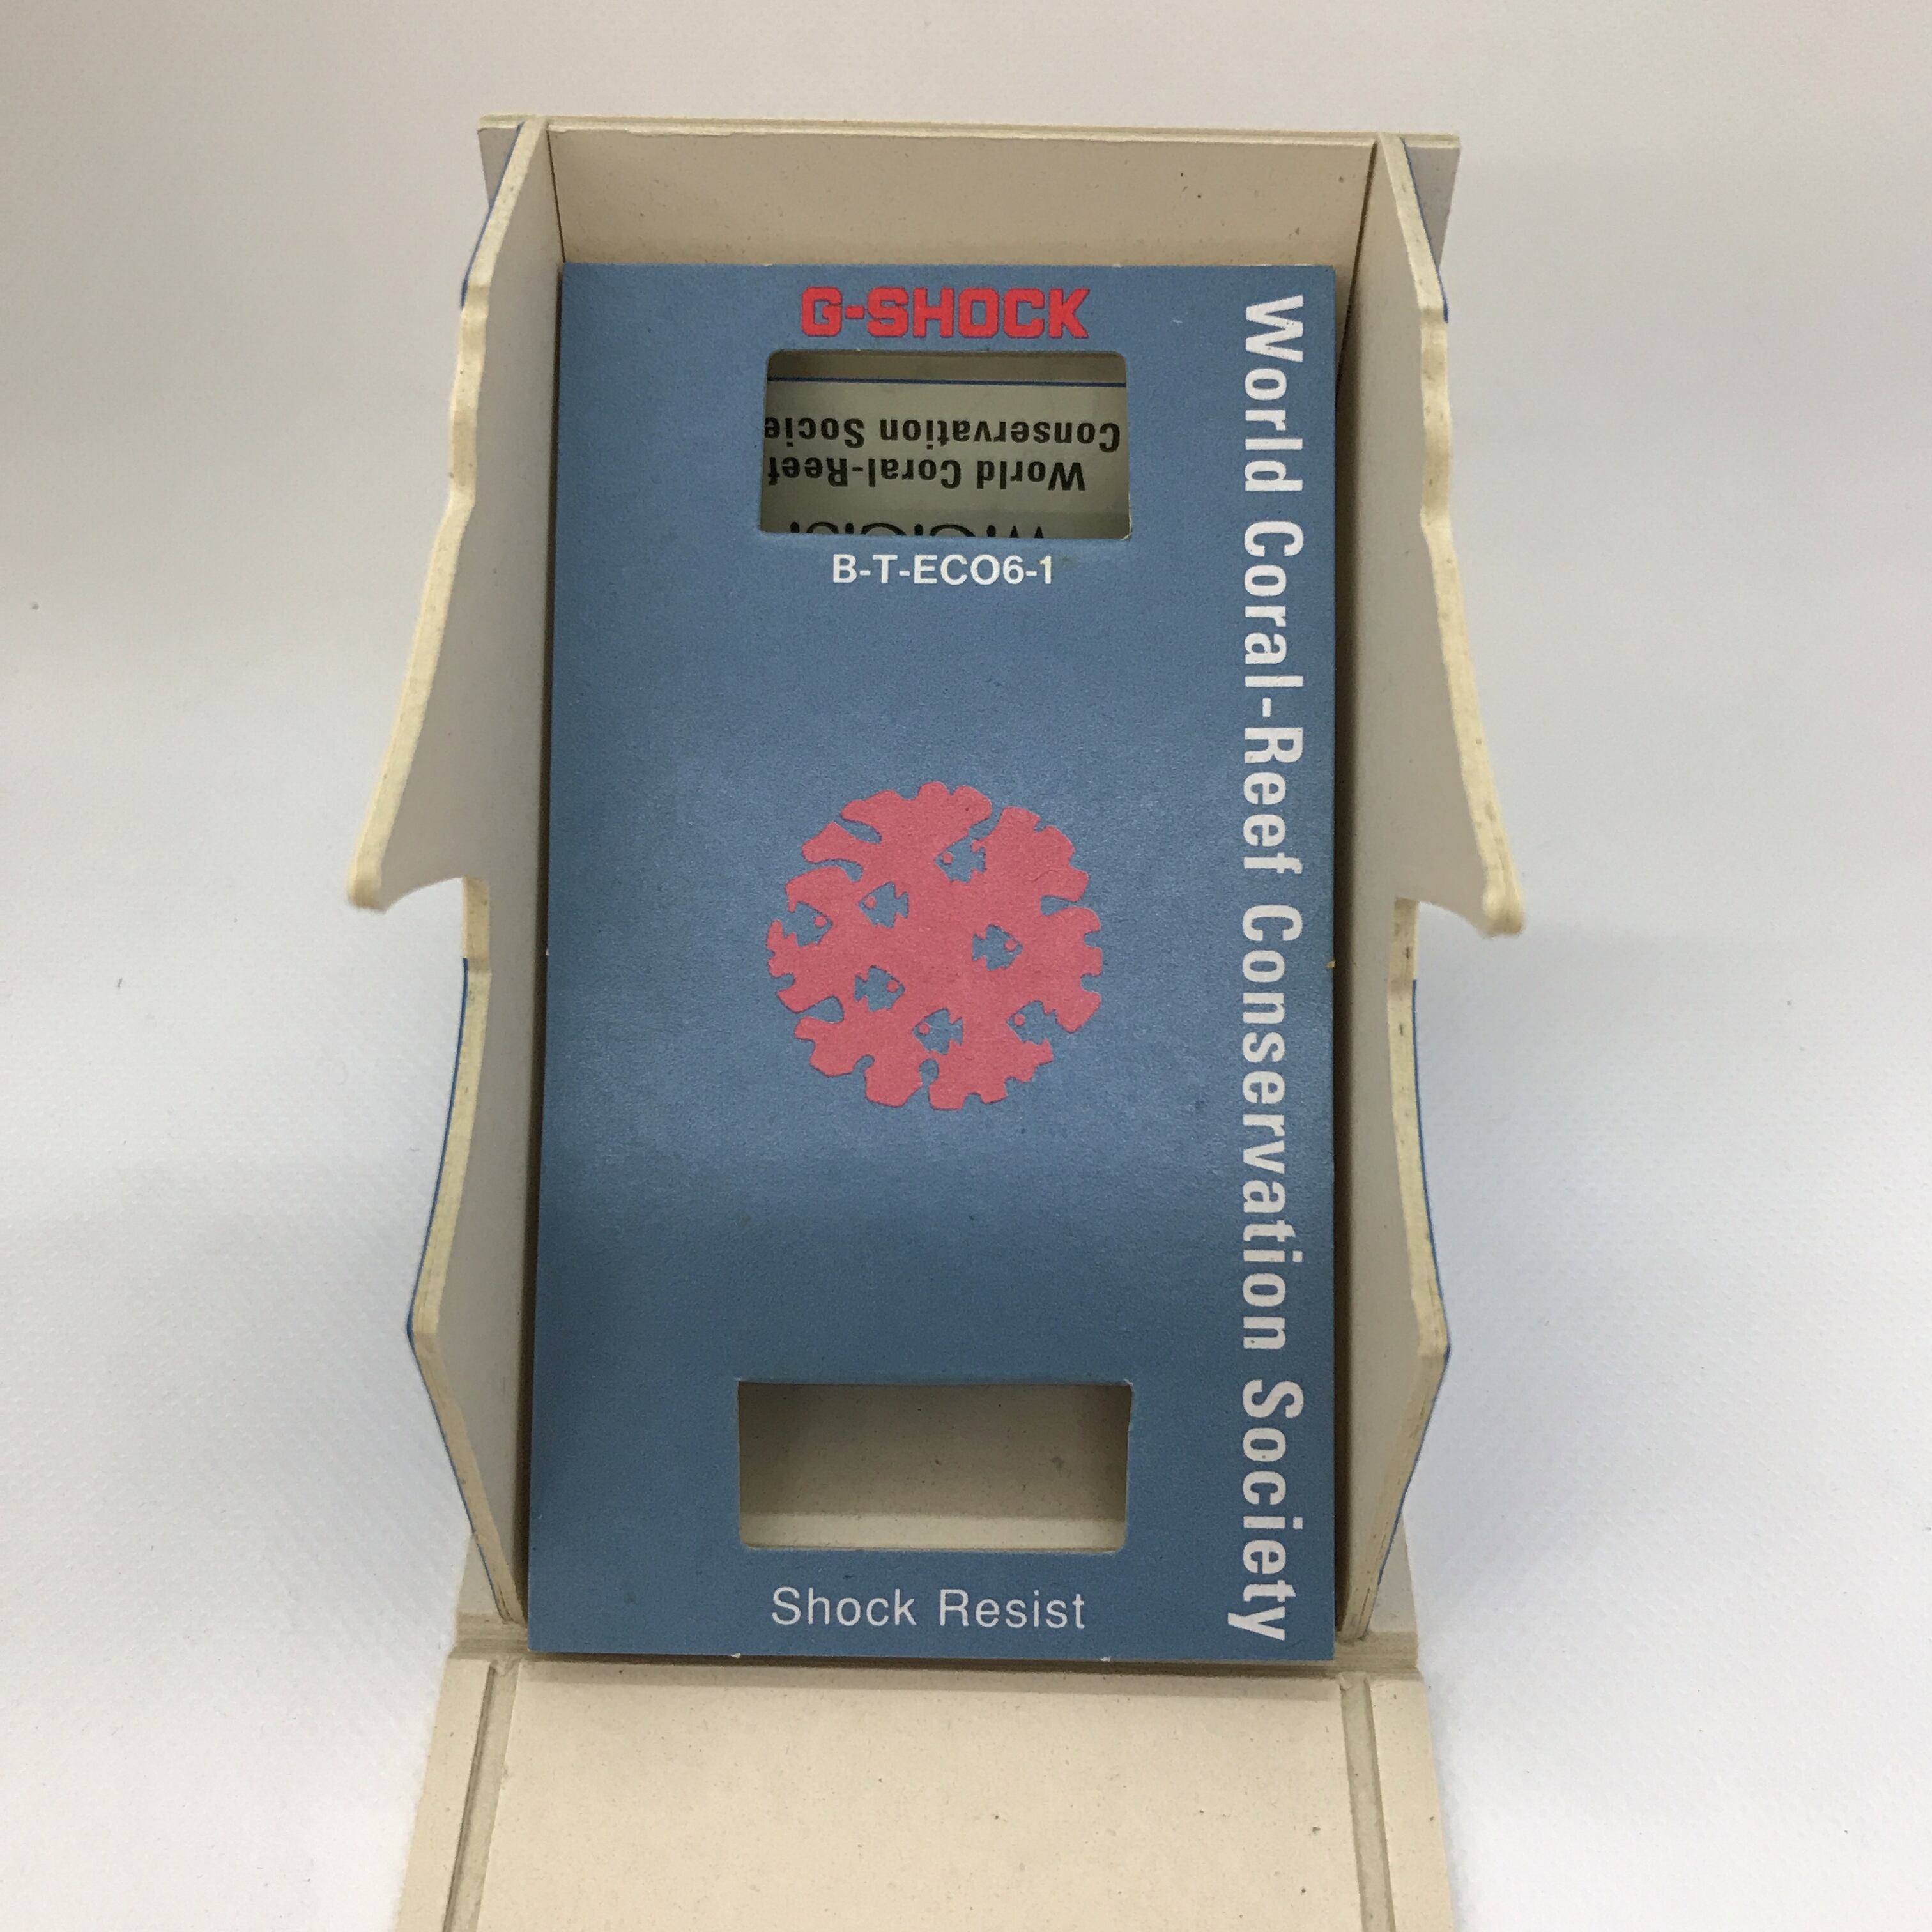 G-SHOCK
Conservation Socie
World Coral-Reef
B-T-ECO6-1
World Coral-Reef Conservation Society
Shock Resist